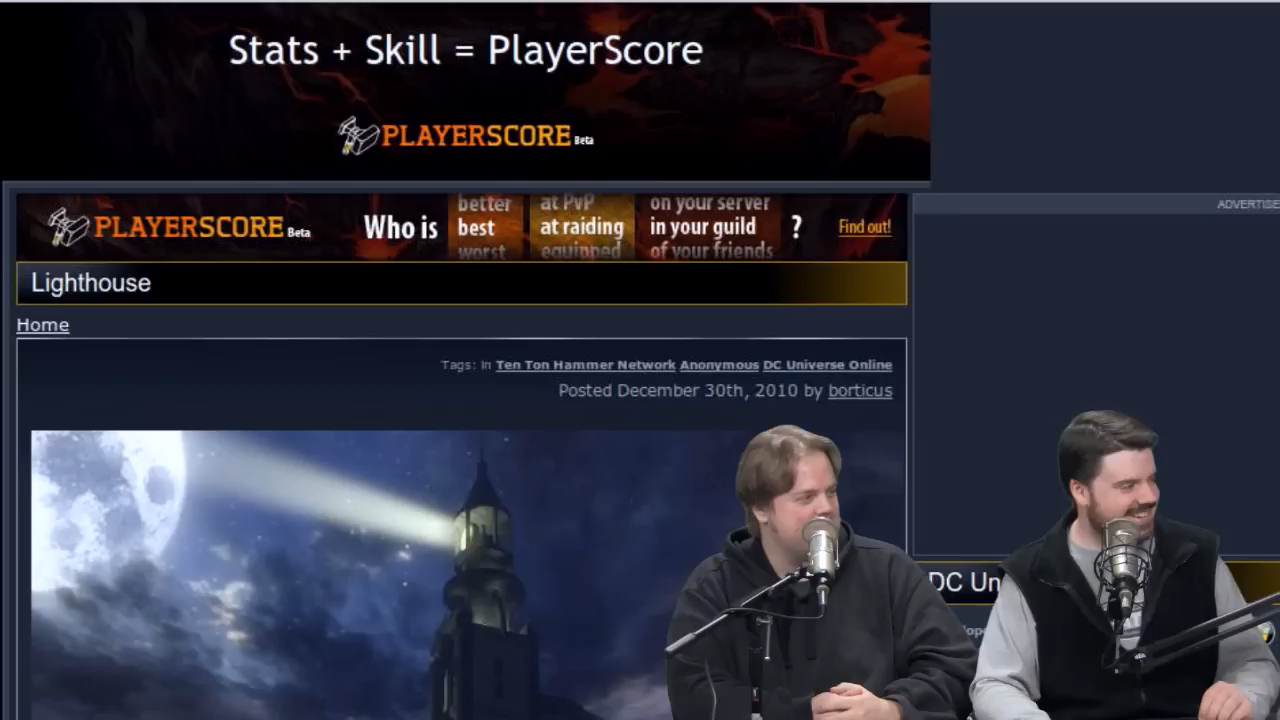 Stats + Skill = PlayerScore
PLAYERSCORE Beta
PLAYERSCORE Beta
Who is
better
best
worst
at PvP
at raiding
equipped
on your server
in your guild
of your friends
?
Find out!
ADVERTISE
Lighthouse
Home
Tags: in Ten Ton Hammer Network Anonymous DC Universe Online
Posted December 30th, 2010 by borticus
DC Un